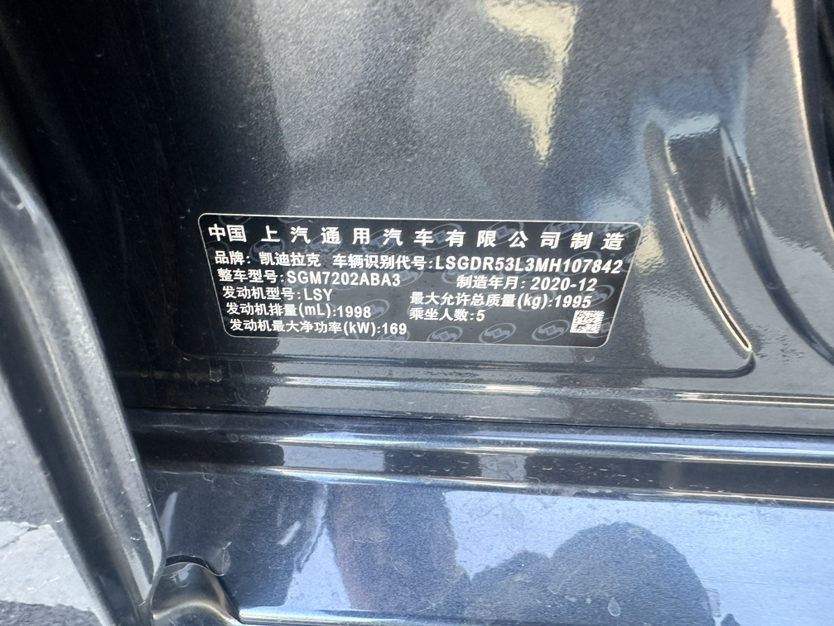 中国 上汽通用汽车有限公司制造
品牌: 凯迪拉克 车辆识别代号:LSGDR53L3MH107842
整车型号:SGM7202ABA3 制造年月: 2020-12
发动机型号:LSY 最大允许总质量(kg):1995
发动机排量(mL):1998 乘坐人数:5
发动机最大净功率(kW):169